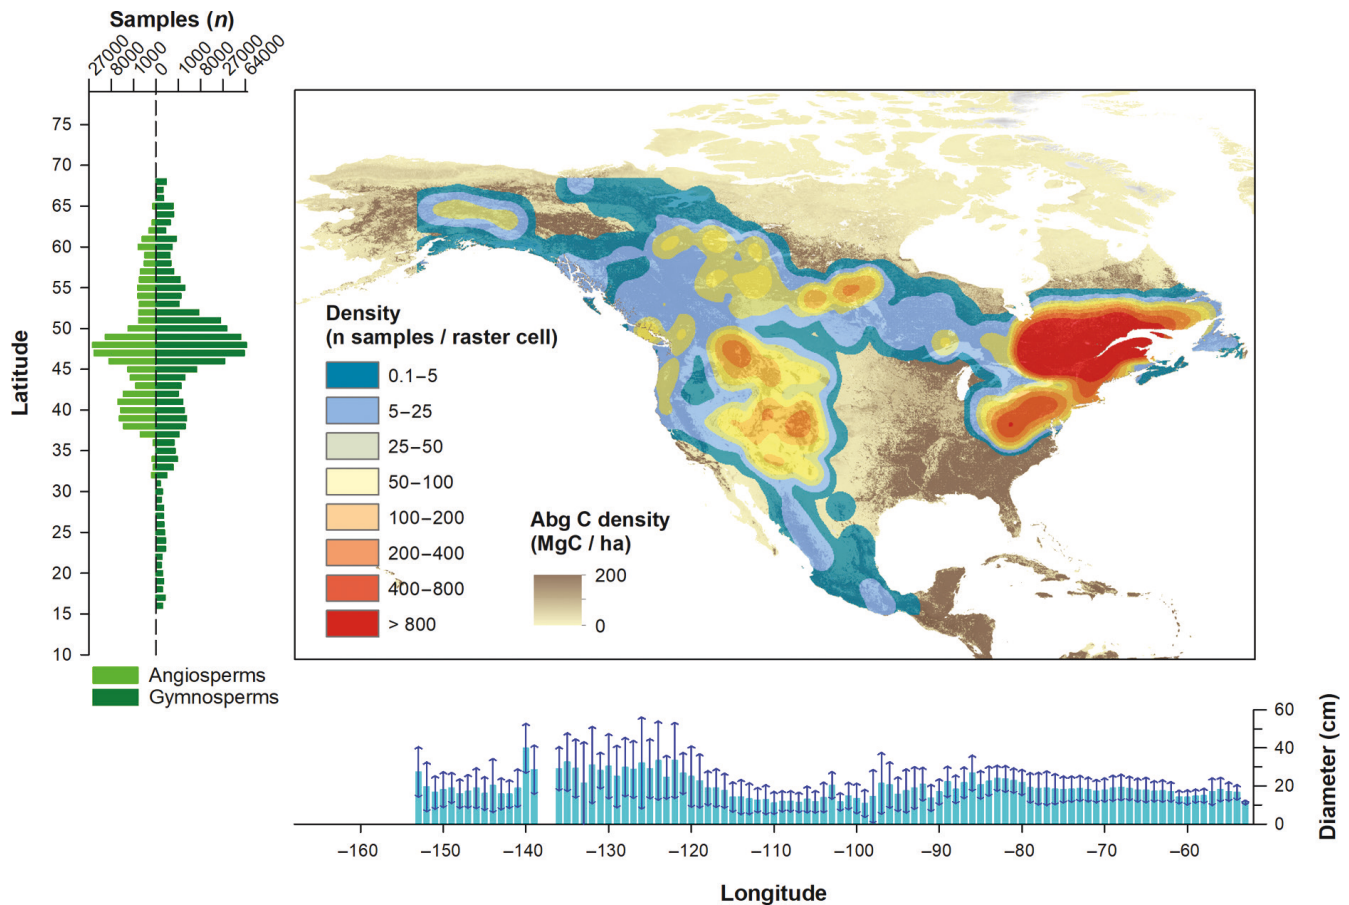 Samples (n)
27000 8000 1000 0 1000 8000 27000 64000
Latitude
75
70
65
60
55
50
45
40
35
30
25
20
15
10
Angiosperms
Gymnosperms
Density
(n samples / raster cell)
0.1–5
5–25
25–50
50–100
100–200
200–400
400–800
> 800
Abg C density
(MgC / ha)
200
0
60
40
20
0
Diameter (cm)
–160 –150 –140 –130 –120 –110 –100 –90 –80 –70 –60
Longitude